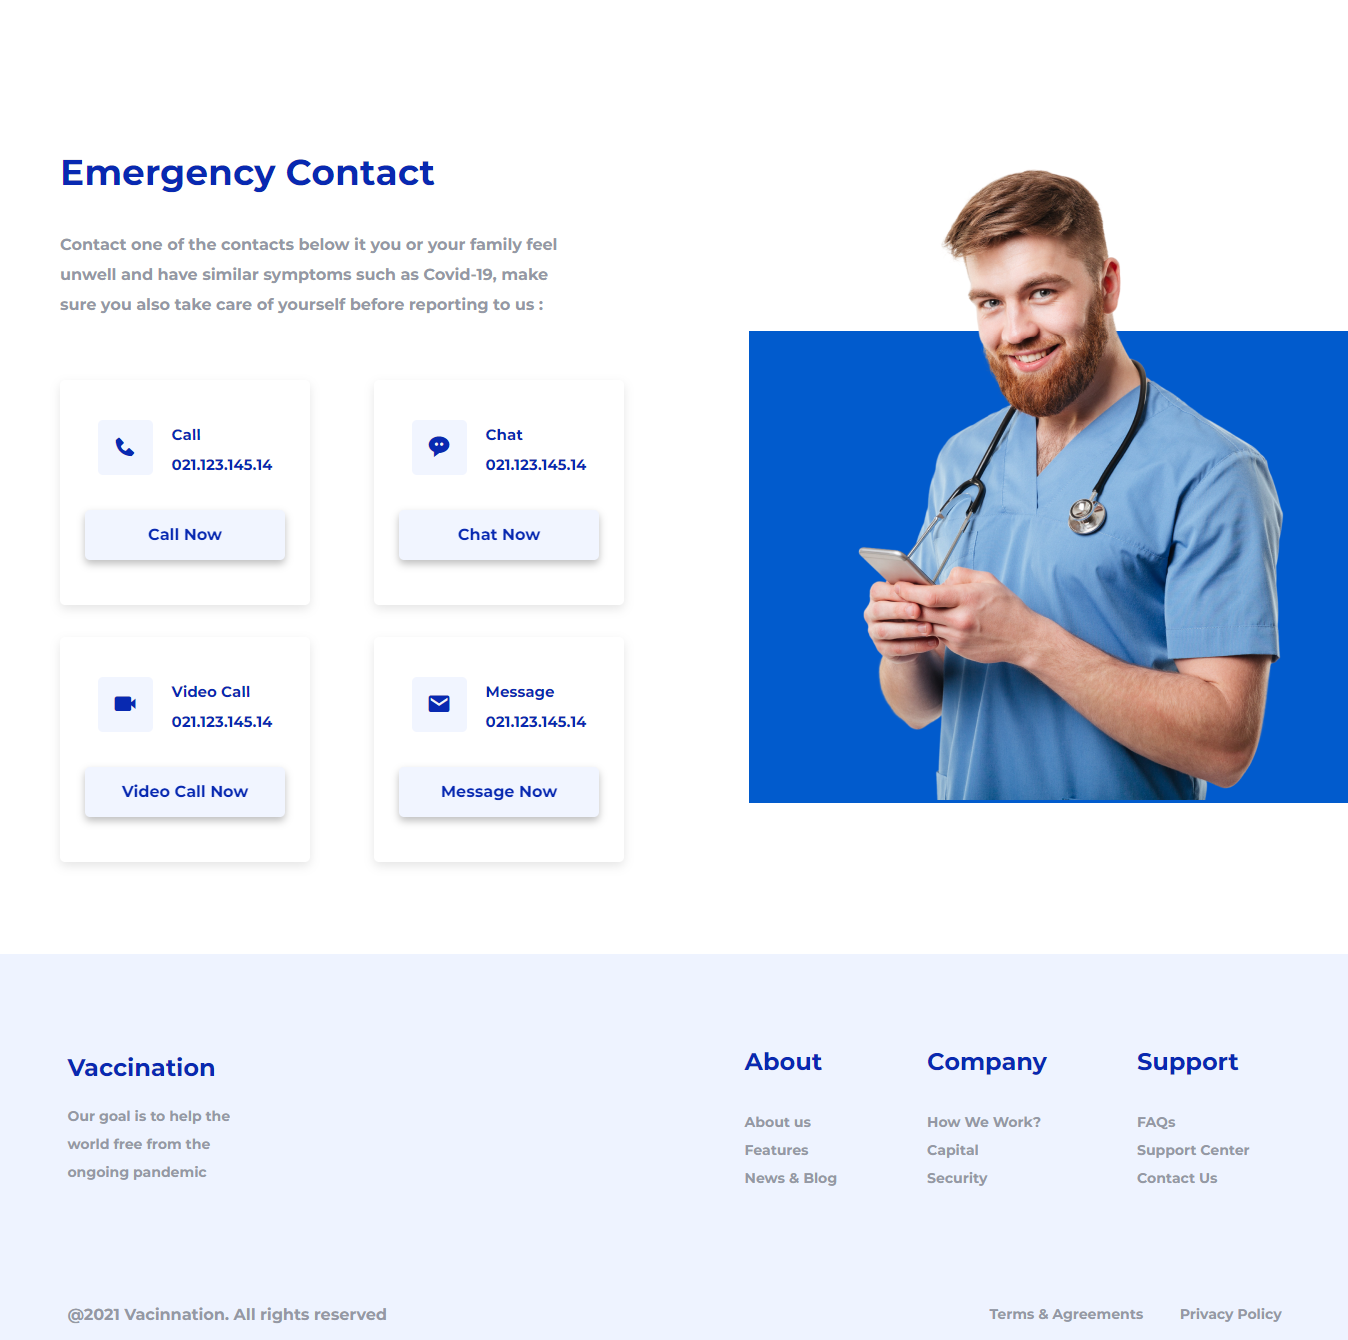 Emergency Contact
Contact one of the contacts below it you or your family feel
unwell and have similar symptoms such as Covid-19, make
sure you also take care of yourself before reporting to us :
Call
021.123.145.14
Call Now
Chat
021.123.145.14
Chat Now
Video Call
021.123.145.14
Video Call Now
Message
021.123.145.14
Message Now
Vaccination
Our goal is to help the
world free from the
ongoing pandemic
About
About us
Features
News & Blog
Company
How We Work?
Capital
Security
Support
FAQs
Support Center
Contact Us
@2021 Vacinnation. All rights reserved
Terms & Agreements
Privacy Policy